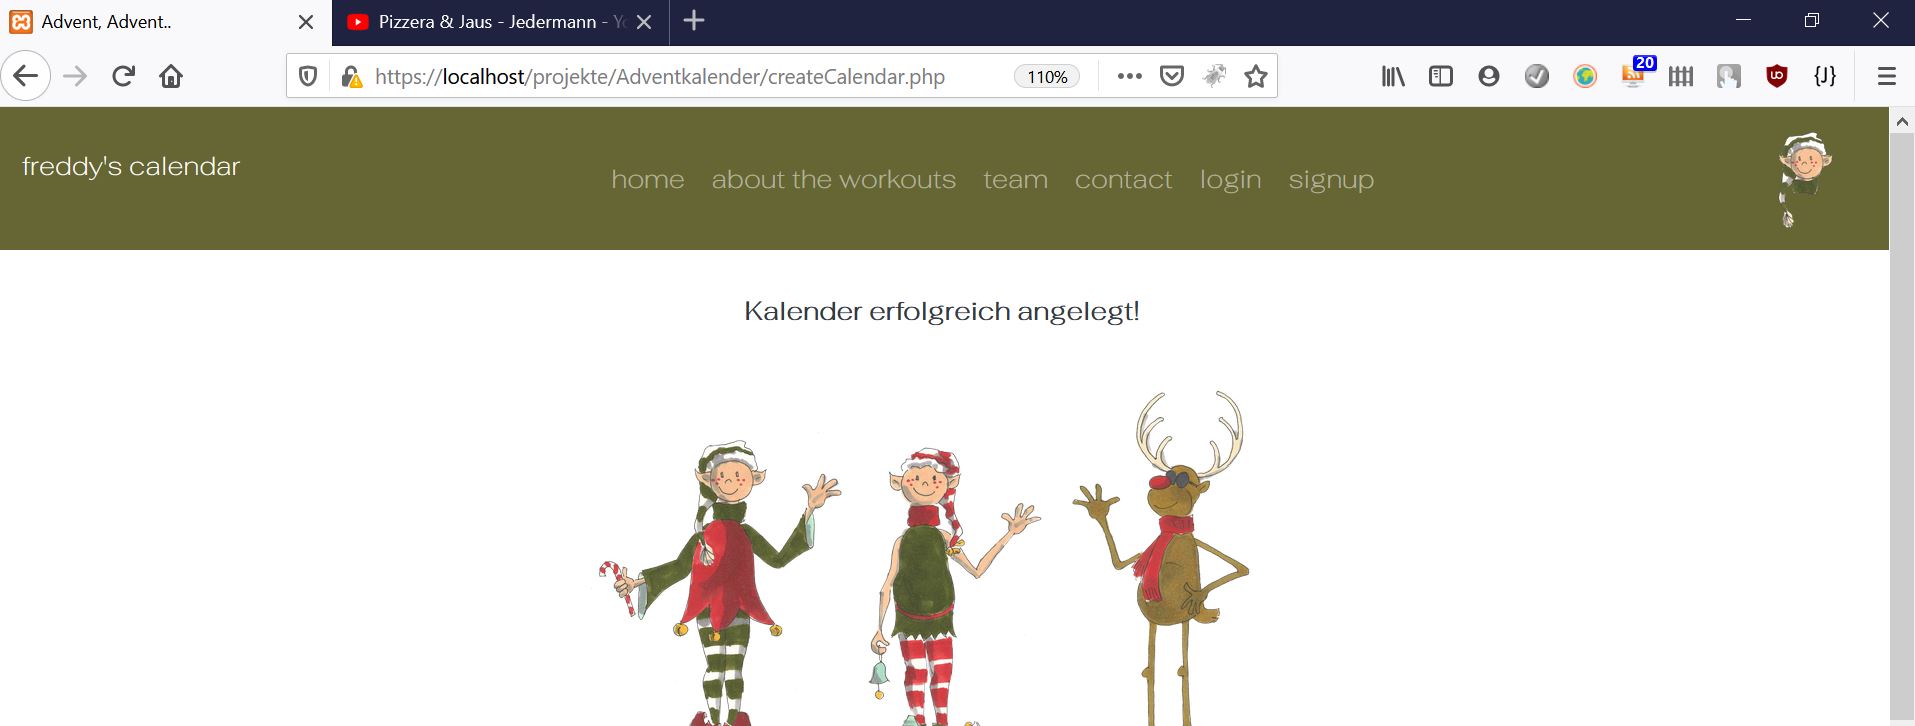 Advent, Advent..
Pizzera & Jaus - Jedermann - Yo
https://localhost/projekte/Adventkalender/createCalendar.php
110%
20
{J}
freddy's calendar
home about the workouts team contact login signup
Kalender erfolgreich angelegt!